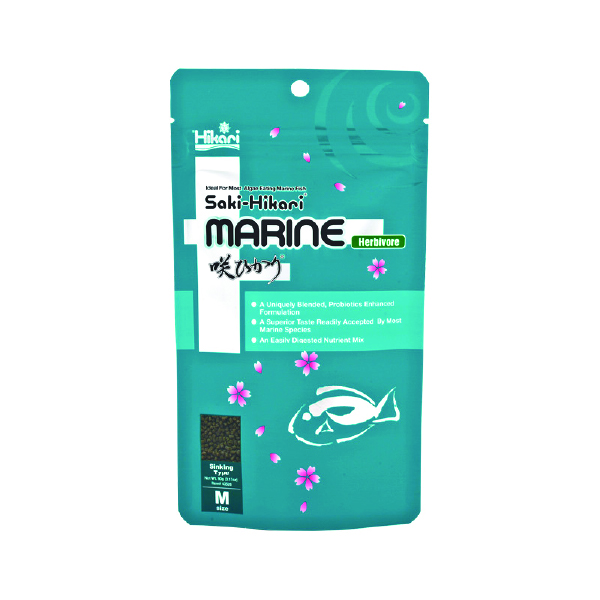 Hikari
Ideal For Most Algae Eating Marine Fish
Saki-Hikari®
MARINE
Herbivore
咲ひかり®
A Uniquely Blended, Probiotics Enhanced
Formulation
A Superior Taste Readily Accepted By Most
Marine Species
An Easily Digested Nutrient Mix
Sinking
Type
M
size